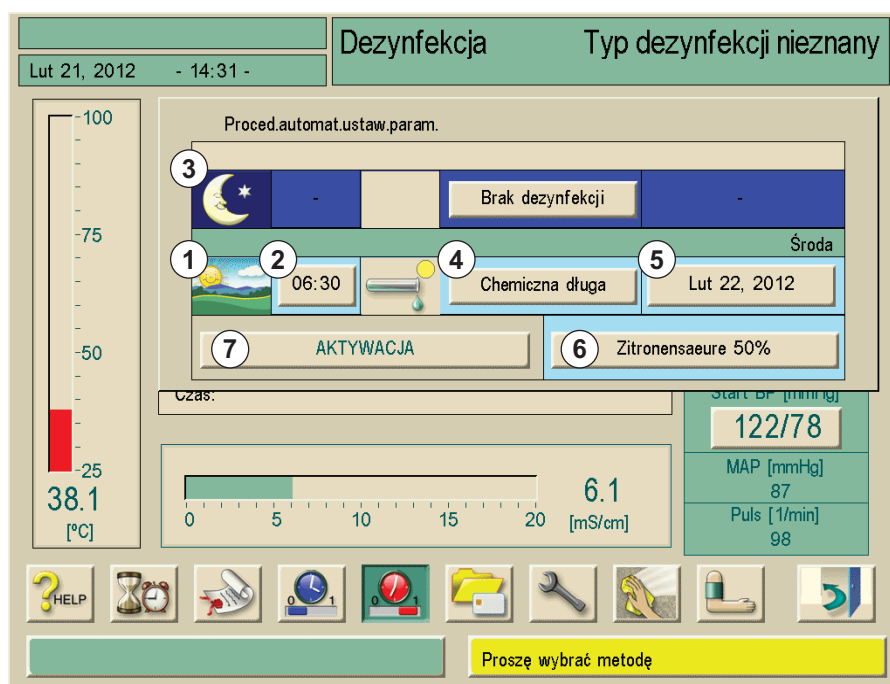 Dezynfekcja Typ dezynfekcji nieznany
Lut 21, 2012 - 14:31 -
Proced.automat.ustaw.param.
3
- Brak dezynfekcji -
Środa
1 2 06:30 4 Chemiczna długa 5 Lut 22, 2012
7 AKTYWACJA 6 Zitronensaeure 50%
Czas:
Start BP [mmHg]
122/78
MAP [mmHg]
87
Puls [1/min]
98
100
75
50
25
38.1
[°C]
0 5 10 15 20
6.1
[mS/cm]
HELP
0 1
0 1
Proszę wybrać metodę